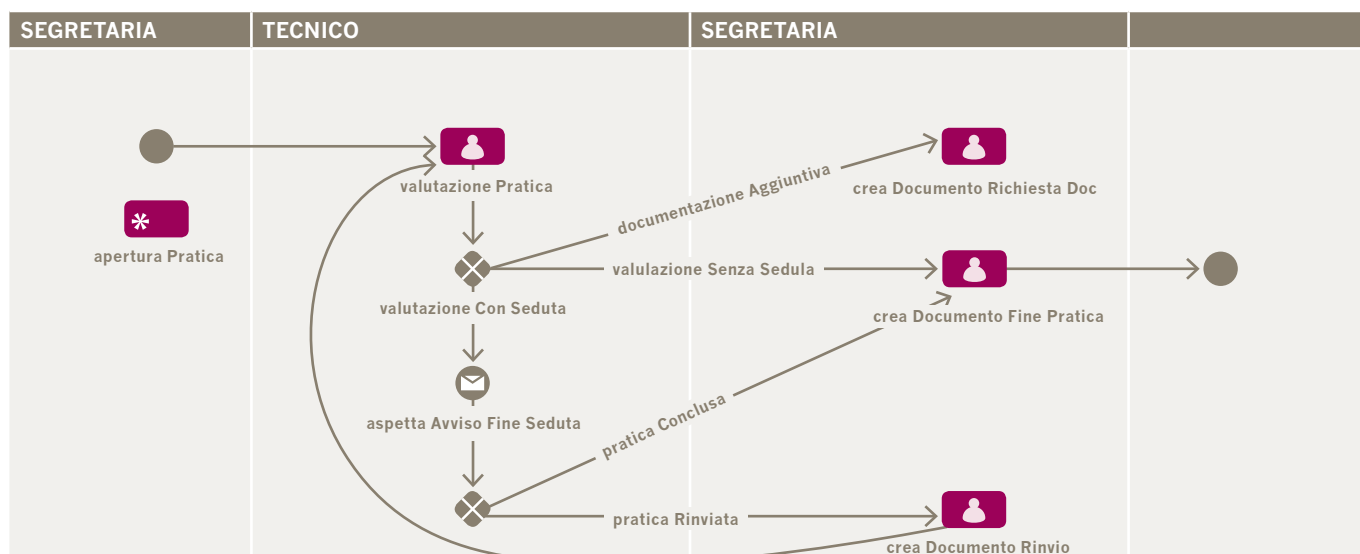 SEGRETARIA
TECNICO
SEGRETARIA
valutazione Pratica
documentazione Aggiuntiva
crea Documento Richiesta Doc
apertura Pratica
valulazione Senza Sedula
valutazione Con Seduta
crea Documento Fine Pratica
aspetta Avviso Fine Seduta
pratica Conclusa
pratica Rinviata
crea Documento Rinvio